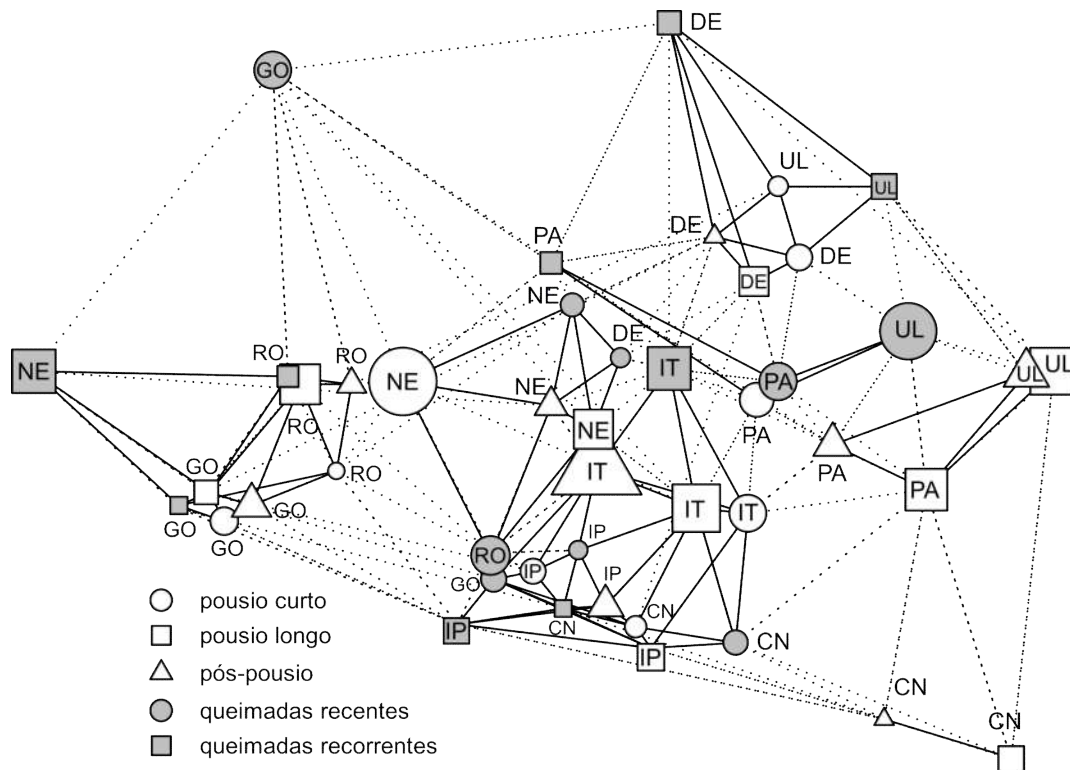 DE
GO
UL
UL
DE
DE
PA
DE
NE
UL
DE
RO
RO
IT
UL
UL
NE
NE
PA
NE
RO
NE
PA
PA
IT
GO
RO
PA
IT
IT
GO
GO
GO
IP
RO
IP
IP
GO
pousio curto
CN
CN
IP
pousio longo
CN
IP
pós-pousio
CN
queimadas recentes
CN
queimadas recorrentes